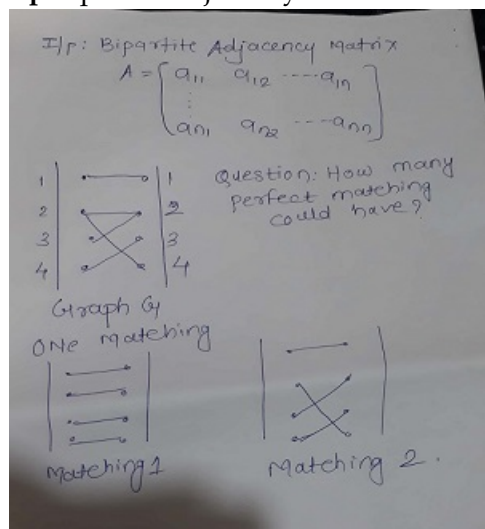 I/p: Bipartite Adjacency Matrix
A = [ a11 a12 ----- a1n
⋮
an1 an2 --- ann ]
Question: How many
perfect matching
could have?
1 1
2 2
3 3
4 4
Graph G
ONe matching
Matching 1
Matching 2.